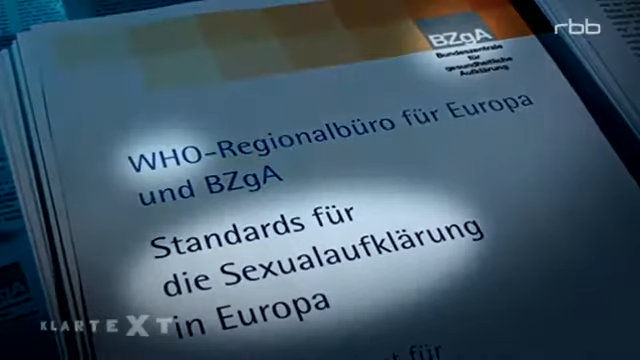 rbb
BZgA
Bundeszentrale
für
gesundheitliche
Aufklärung
WHO-Regionalbüro für Europa
und BZgA
Standards für
die Sexualaufklärung
in Europa
für
KLARTEXT